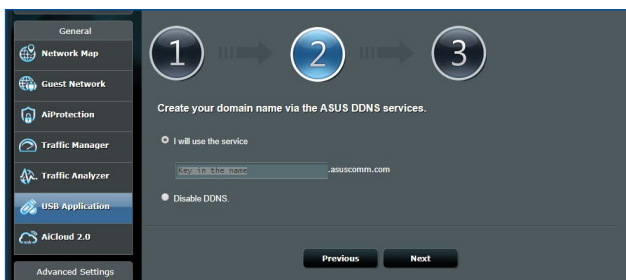 General
Network Map
Guest Network
AiProtection
Traffic Manager
Traffic Analyzer
USB Application
AiCloud 2.0
Advanced Settings
1 2 3
Create your domain name via the ASUS DDNS services.
I will use the service
Key in the name .asuscomm.com
Disable DDNS.
Previous Next